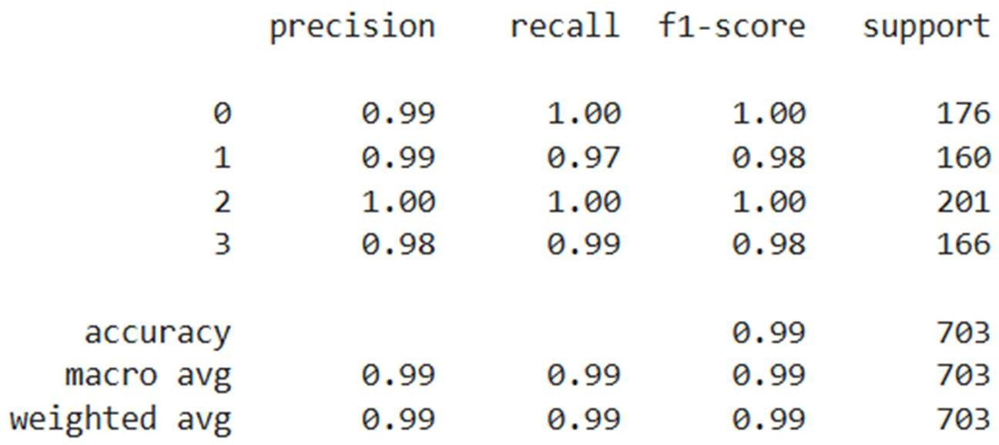 precision recall f1-score support
0 0.99 1.00 1.00 176
1 0.99 0.97 0.98 160
2 1.00 1.00 1.00 201
3 0.98 0.99 0.98 166
accuracy 0.99 703
macro avg 0.99 0.99 0.99 703
weighted avg 0.99 0.99 0.99 703